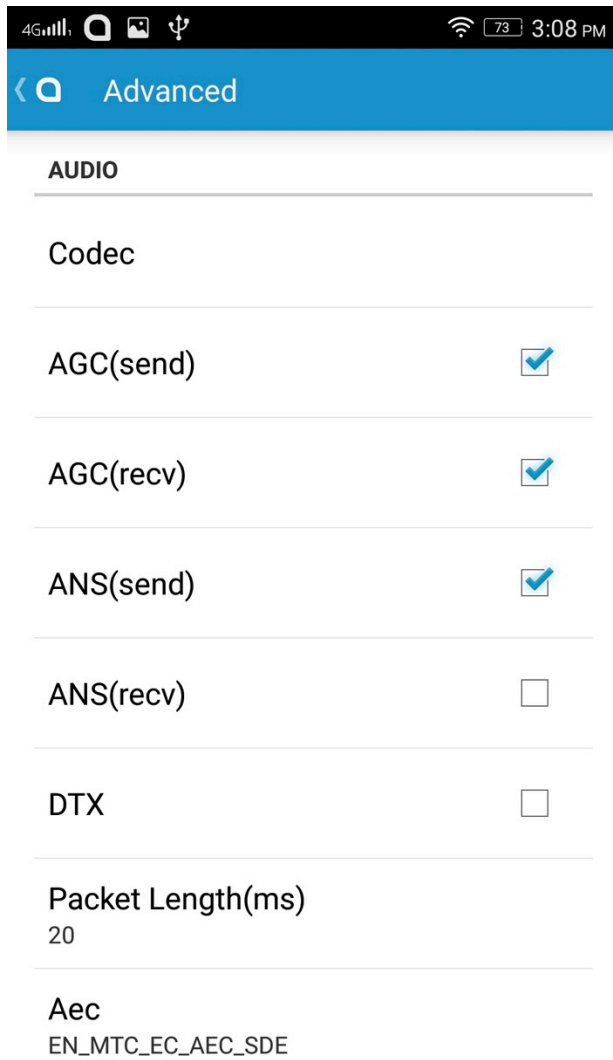 4G 73 3:08 PM
Advanced
AUDIO
Codec
AGC(send)
AGC(recv)
ANS(send)
ANS(recv)
DTX
Packet Length(ms)
20
Aec
EN_MTC_EC_AEC_SDE